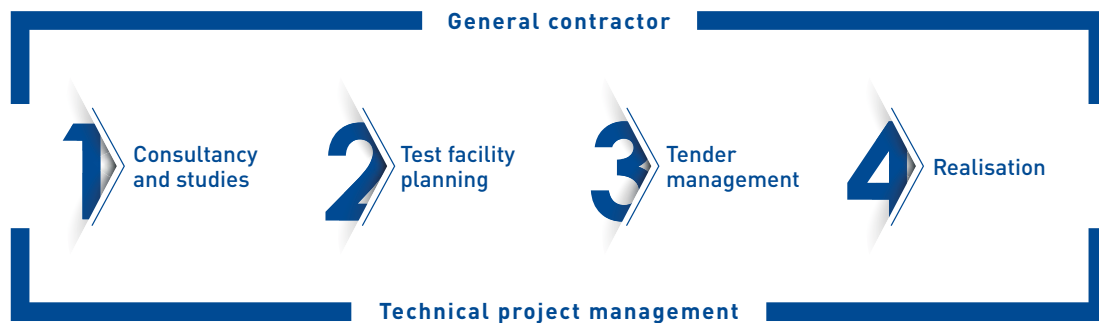 General contractor
1 Consultancy
and studies
2 Test facility
planning
3 Tender
management
4 Realisation
Technical project management